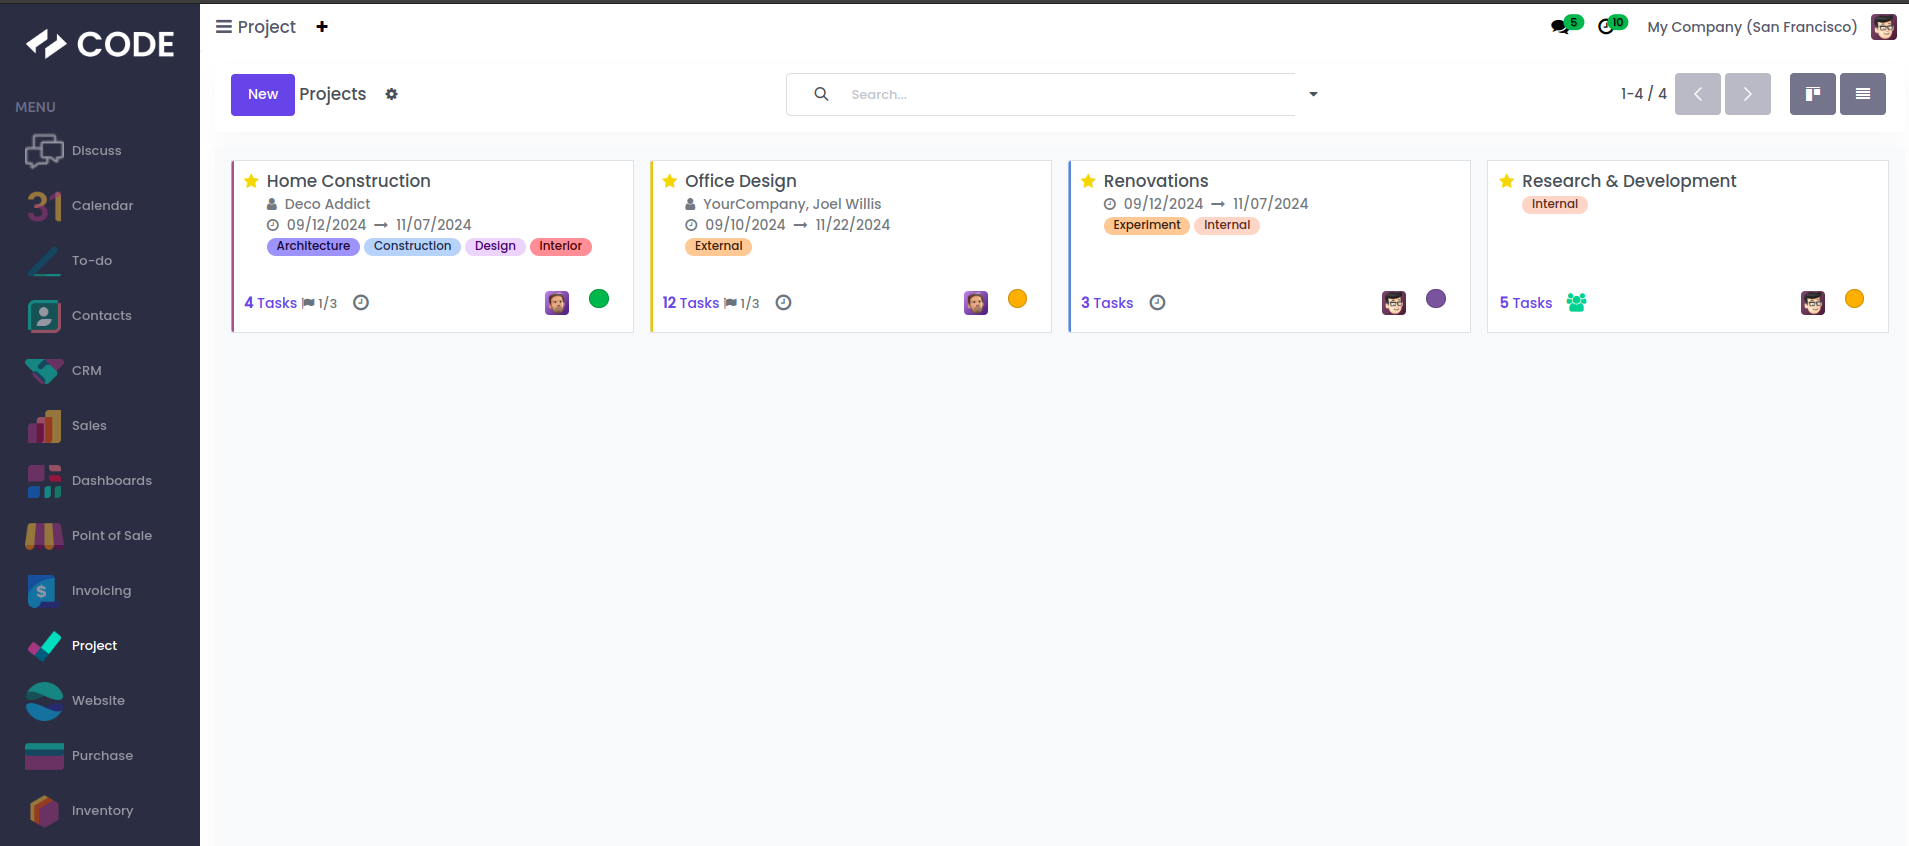 CODE
MENU
Discuss
Calendar
To-do
Contacts
CRM
Sales
Dashboards
Point of Sale
Invoicing
Project
Website
Purchase
Inventory
Project
5
10
My Company (San Francisco)
New
Projects
Search...
1-4 / 4
Home Construction
Deco Addict
09/12/2024 → 11/07/2024
Architecture Construction Design Interior
4 Tasks 1/3
Office Design
YourCompany, Joel Willis
09/10/2024 → 11/22/2024
External
12 Tasks 1/3
Renovations
09/12/2024 → 11/07/2024
Experiment Internal
3 Tasks
Research & Development
Internal
5 Tasks